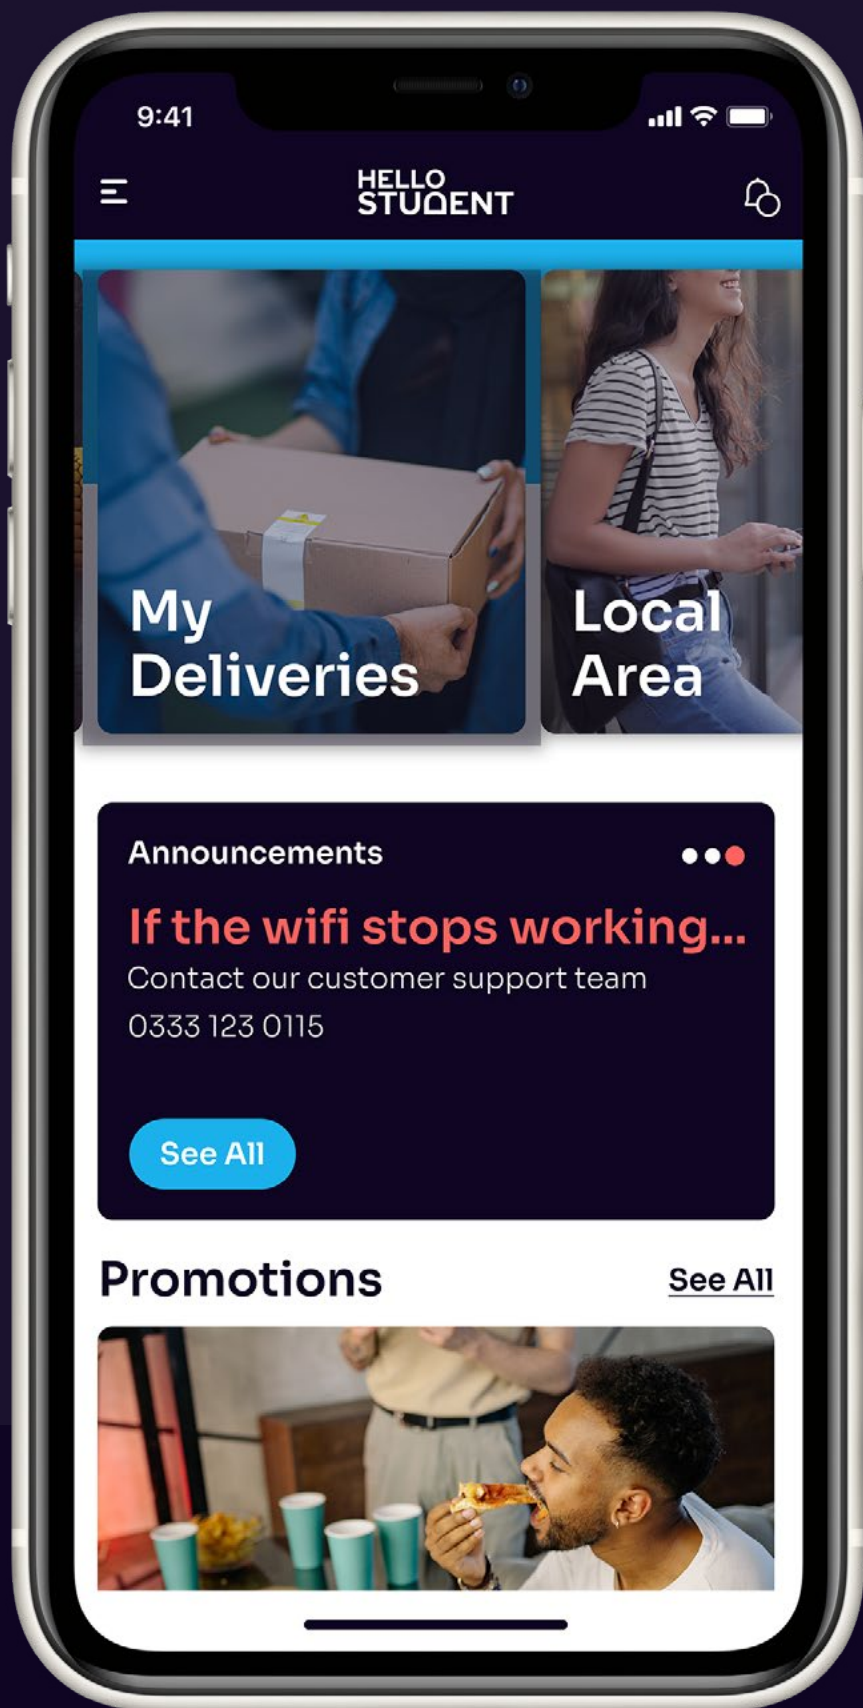 9:41
HELLO
STUDENT
My
Deliveries
Local
Area
Announcements
If the wifi stops working...
Contact our customer support team
0333 123 0115
See All
Promotions
See All